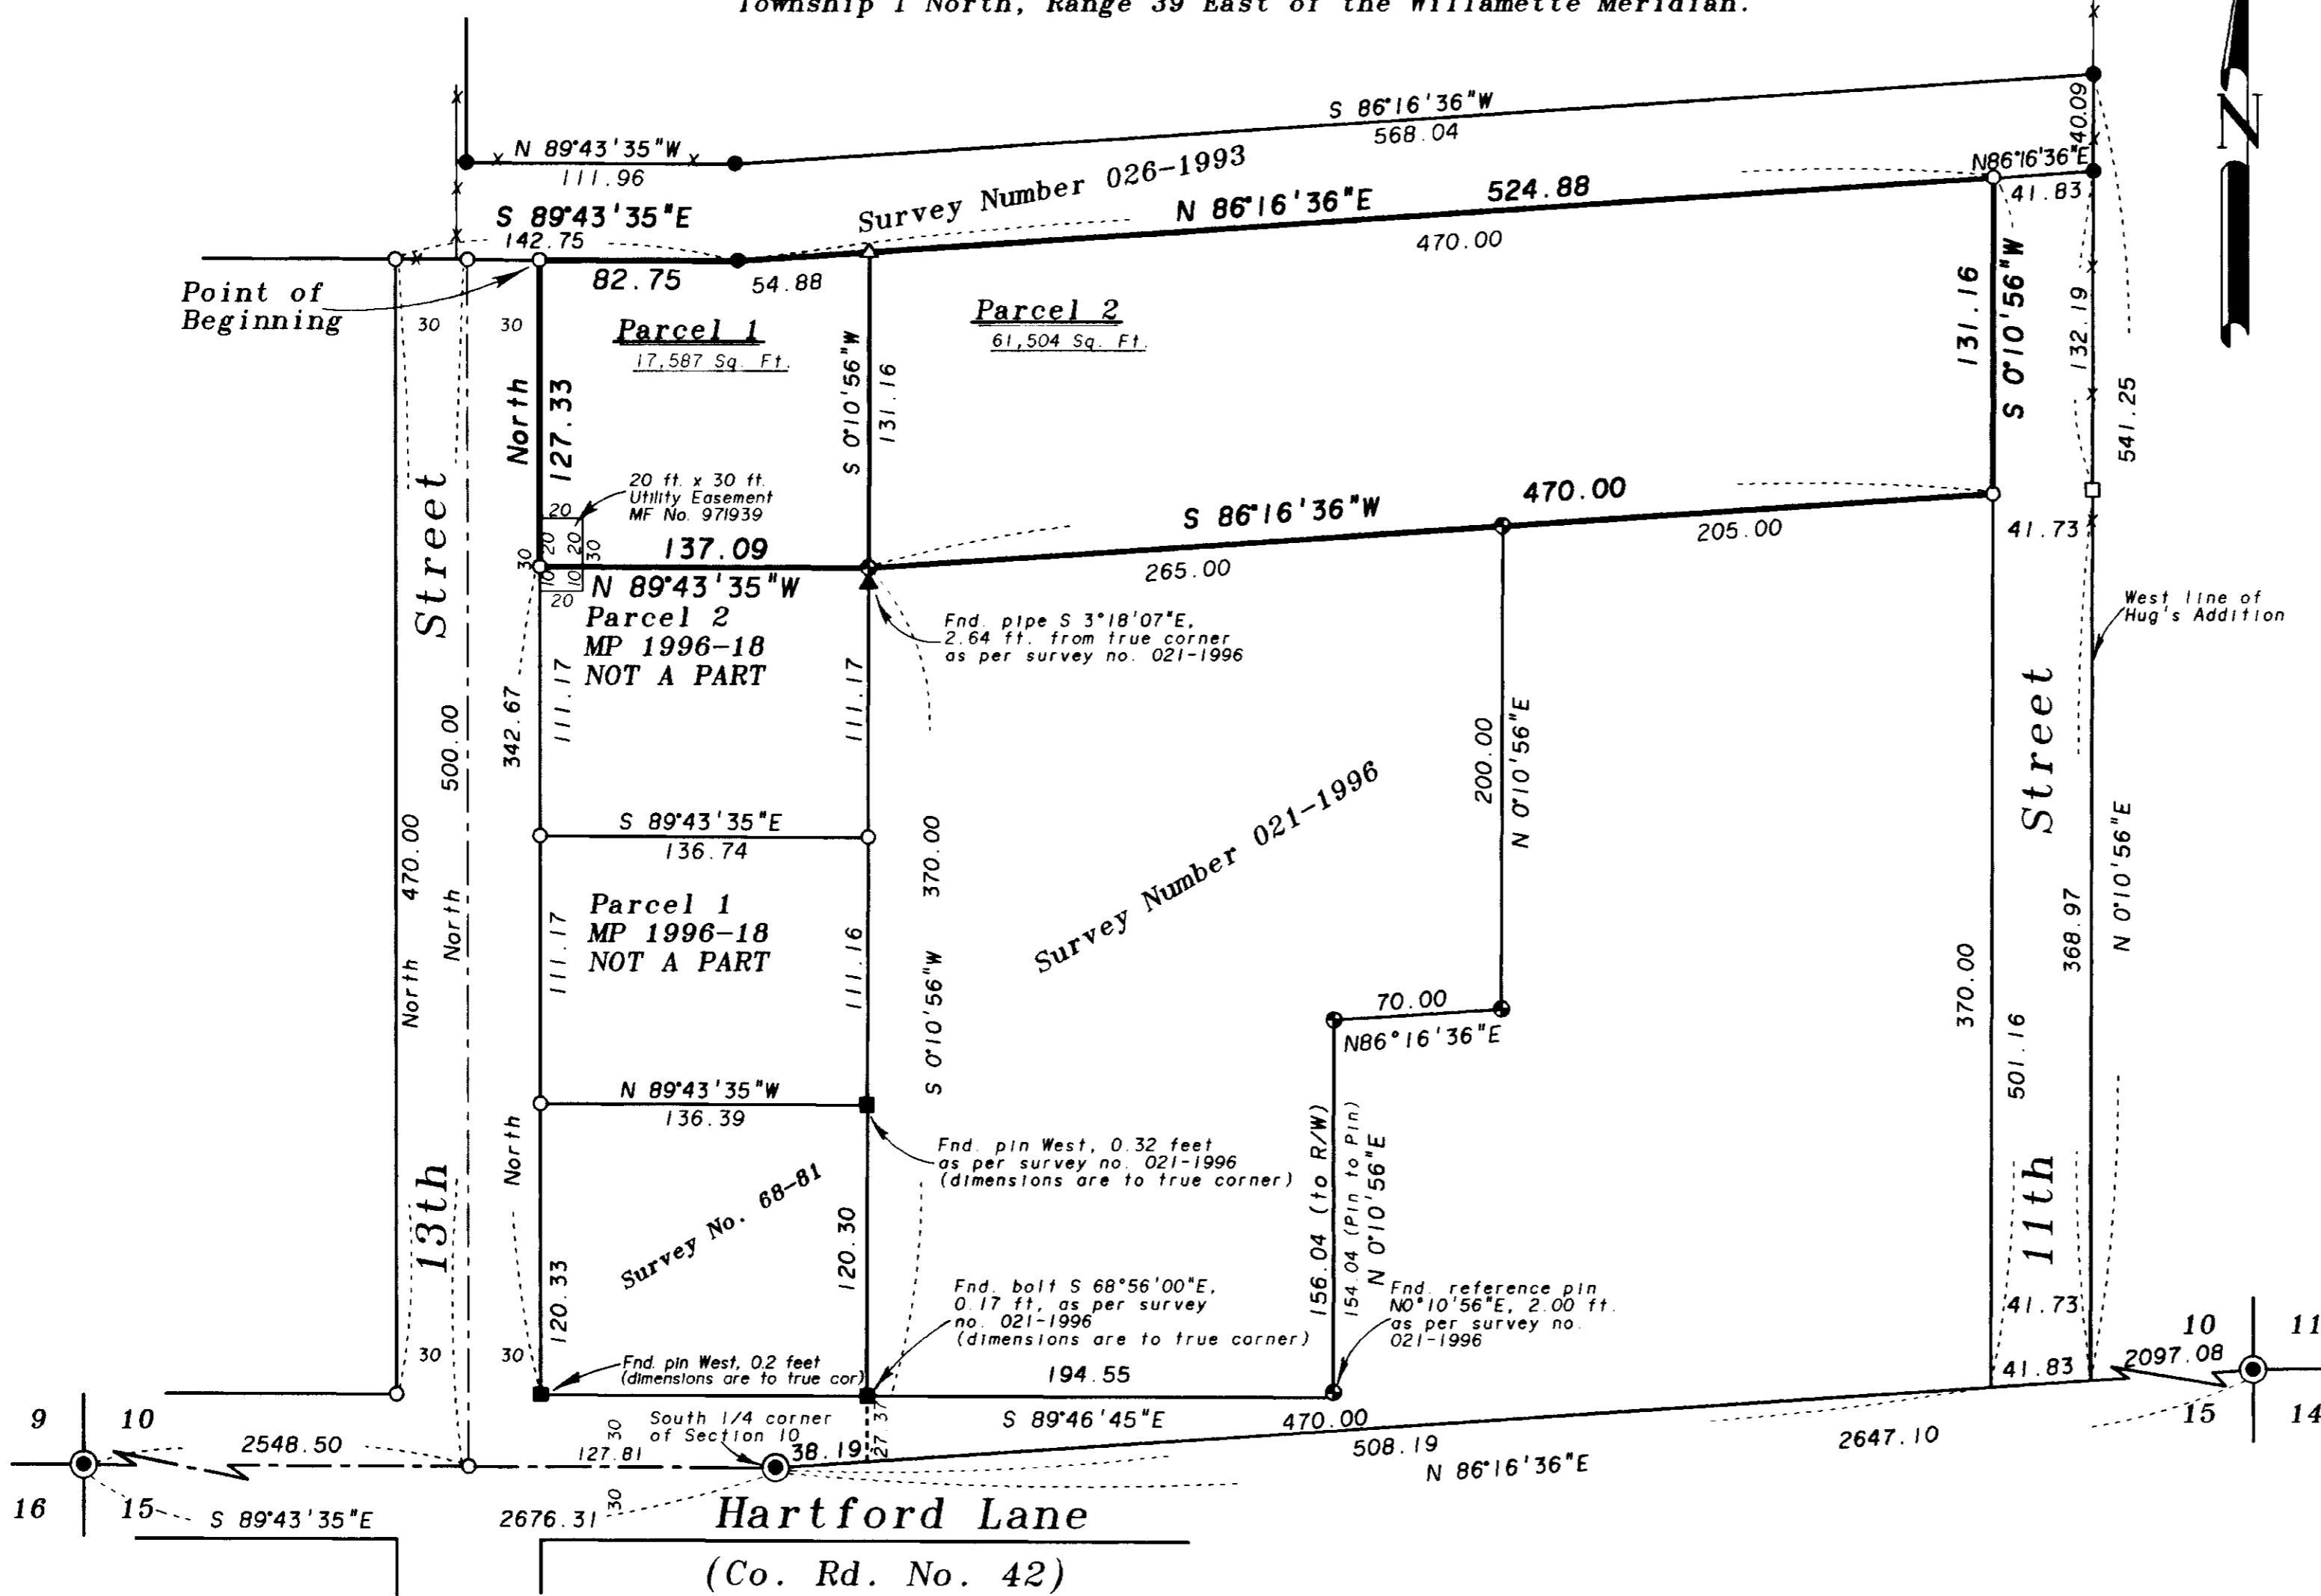 Township 1 North, Range 39 East of the Willamette Meridian.
N
S 86°16'36"W
568.04
40.09
N 89°43'35"W
111.96
Survey Number 026-1993
N86°16'36"E
41.83
S 89°43'35"E
142.75
N 86°16'36"E
524.88
470.00
82.75
54.88
Point of
Beginning
30
30
Parcel 1
17,587 Sq. Ft.
Parcel 2
61,504 Sq. Ft.
S 0°10'56"W
131.16
131.16
S 0°10'56"W
132.19
541.25
North
127.33
20 ft. x 30 ft.
Utility Easement
MF No. 971939
20
20
20
30
30
10
10
20
137.09
N 89°43'35"W
S 86°16'36"W
470.00
265.00
205.00
41.73
West line of
Hug's Addition
Parcel 2
MP 1996-18
NOT A PART
Fnd. pipe S 3°18'07"E,
2.64 ft. from true corner
as per survey no. 021-1996
111.17
111.17
342.67
500.00
North
470.00
North
13th Street
S 89°43'35"E
136.74
370.00
S 0°10'56"W
Survey Number 021-1996
200.00
N 0°10'56"E
Parcel 1
MP 1996-18
NOT A PART
111.17
111.16
70.00
N86°16'36"E
11th Street
370.00
501.16
368.97
N 0°10'56"E
N 89°43'35"W
136.39
North
Fnd. pin West, 0.32 feet
as per survey no. 021-1996
(dimensions are to true corner)
156.04 (to R/W)
154.04 (Pin to Pin)
N 0°10'56"E
Survey No. 68-81
120.33
120.30
Fnd. bolt S 68°56'00"E,
0.17 ft, as per survey
no. 021-1996
(dimensions are to true corner)
Fnd. reference pin
N0°10'56"E, 2.00 ft.
as per survey no.
021-1996
30
30
Fnd. pin West, 0.2 feet
(dimensions are to true cor)
194.55
S 89°46'45"E
41.73
41.83
2097.08
10
11
15
14
9
10
16
15
2548.50
S 89°43'35"E
South 1/4 corner
of Section 10
30
127.81
38.19
27.37
470.00
508.19
N 86°16'36"E
2647.10
2676.31
30
Hartford Lane
(Co. Rd. No. 42)